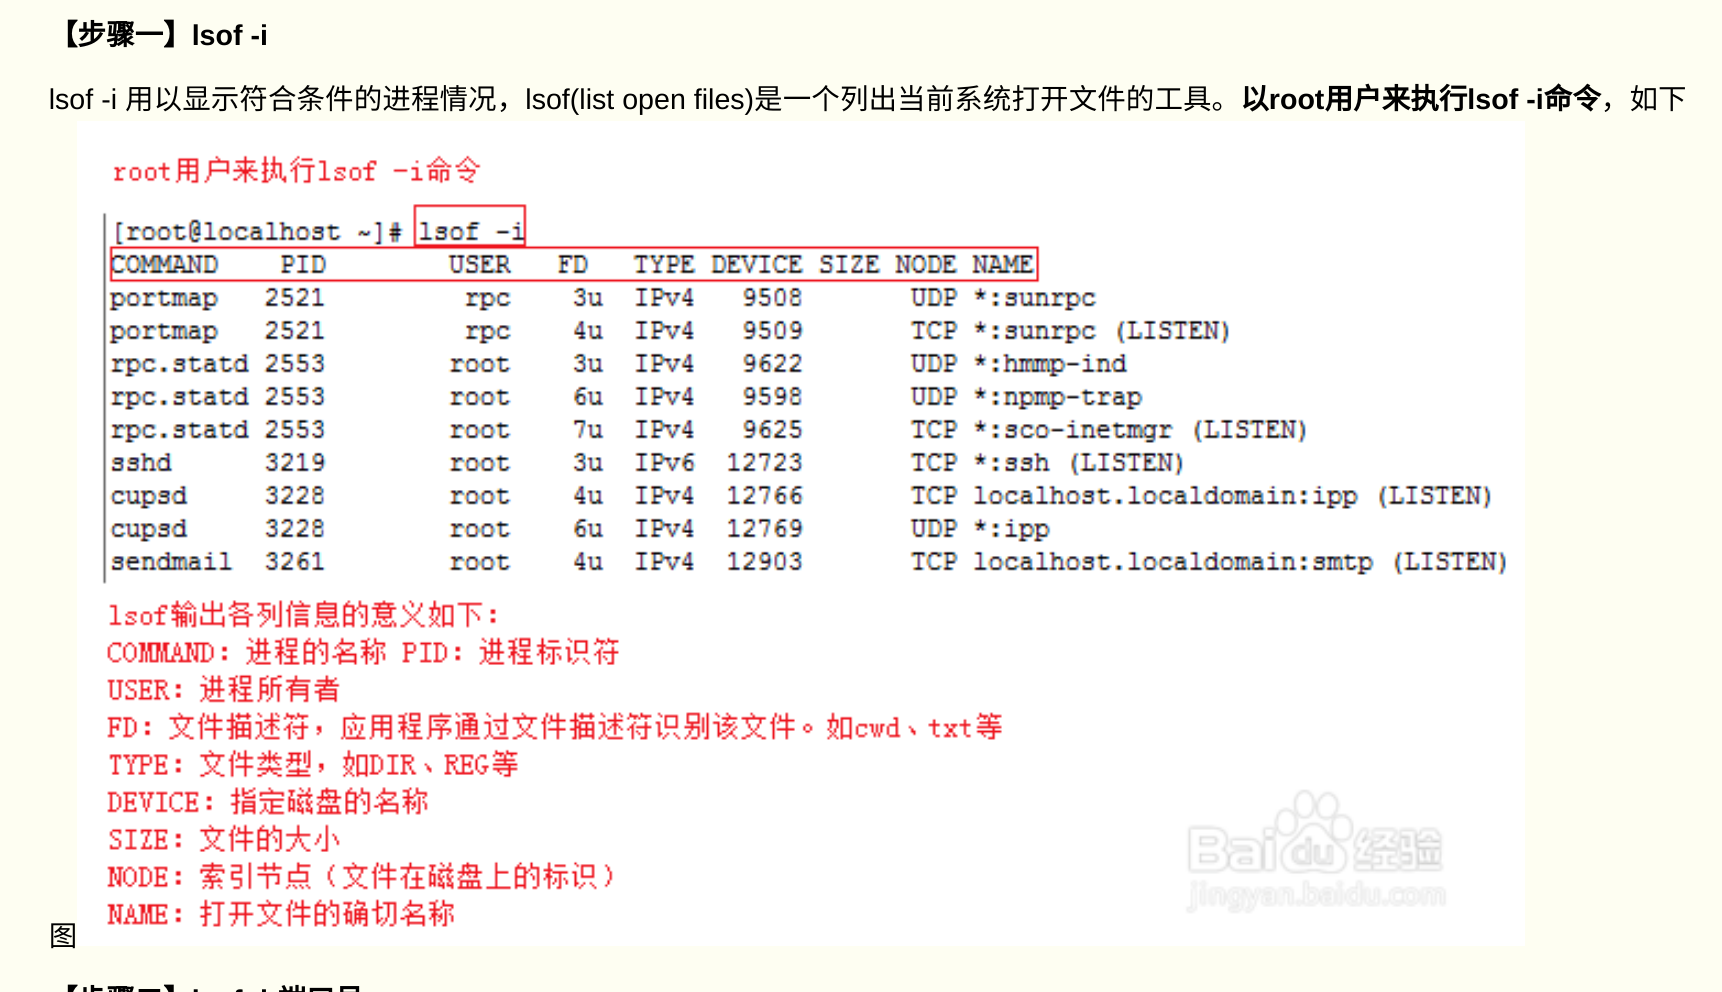 【步骤一】lsof -i
lsof -i 用以显示符合条件的进程情况，lsof(list open files)是一个列出当前系统打开文件的工具。以root用户来执行lsof -i命令，如下
root用户来执行lsof -i命令
[root@localhost ~]# lsof -i
COMMAND PID USER FD TYPE DEVICE SIZE NODE NAME
portmap 2521 rpc 3u IPv4 9508 UDP *:sunrpc
portmap 2521 rpc 4u IPv4 9509 TCP *:sunrpc (LISTEN)
rpc.statd 2553 root 3u IPv4 9622 UDP *:hmmp-ind
rpc.statd 2553 root 6u IPv4 9598 UDP *:npmp-trap
rpc.statd 2553 root 7u IPv4 9625 TCP *:sco-inetmgr (LISTEN)
sshd 3219 root 3u IPv6 12723 TCP *:ssh (LISTEN)
cupsd 3228 root 4u IPv4 12766 TCP localhost.localdomain:ipp (LISTEN)
cupsd 3228 root 6u IPv4 12769 UDP *:ipp
sendmail 3261 root 4u IPv4 12903 TCP localhost.localdomain:smtp (LISTEN)
lsof输出各列信息的意义如下：
COMMAND：进程的名称 PID：进程标识符
USER：进程所有者
FD：文件描述符，应用程序通过文件描述符识别该文件。如cwd、txt等
TYPE：文件类型，如DIR、REG等
DEVICE：指定磁盘的名称
SIZE：文件的大小
NODE：索引节点（文件在磁盘上的标识）
NAME：打开文件的确切名称
Baidu经验
jingyan.baidu.com
图